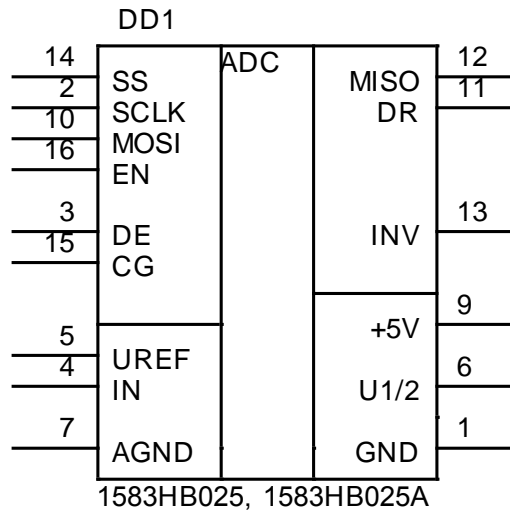 DD1
14 SS ADC MISO 12
2 SCLK DR 11
10 MOSI
16 EN
3 DE INV 13
15 CG
+5V 9
5 UREF
4 IN U1/2 6
7 AGND GND 1
1583HB025, 1583HB025A